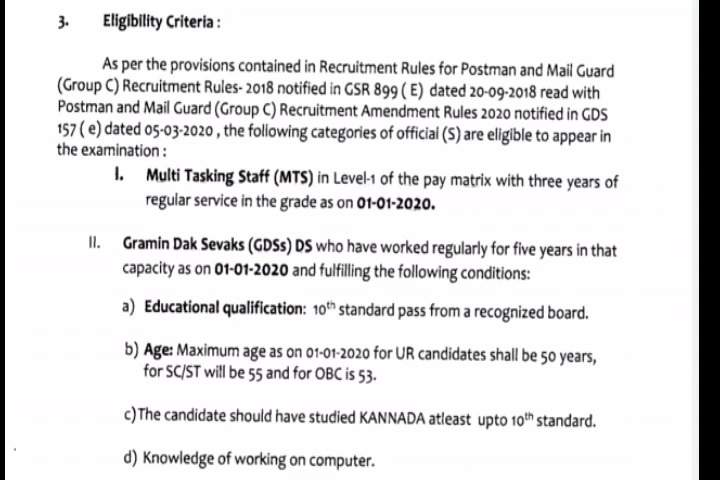 3. Eligibility Criteria :
As per the provisions contained in Recruitment Rules for Postman and Mail Guard
(Group C) Recruitment Rules- 2018 notified in GSR 899 ( E) dated 20-09-2018 read with
Postman and Mail Guard (Group C) Recruitment Amendment Rules 2020 notified in GDS
157 ( e) dated 05-03-2020 , the following categories of official (S) are eligible to appear in
the examination :
I. Multi Tasking Staff (MTS) in Level-1 of the pay matrix with three years of
regular service in the grade as on 01-01-2020.
II. Gramin Dak Sevaks (GDSs) DS who have worked regularly for five years in that
capacity as on 01-01-2020 and fulfilling the following conditions:
a) Educational qualification: 10th standard pass from a recognized board.
b) Age: Maximum age as on 01-01-2020 for UR candidates shall be 50 years,
for SC/ST will be 55 and for OBC is 53.
c)The candidate should have studied KANNADA atleast upto 10th standard.
d) Knowledge of working on computer.